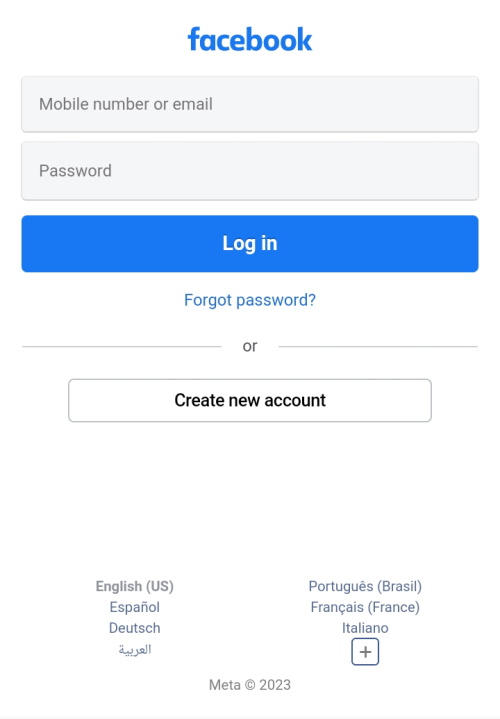 facebook
Mobile number or email
Password
Log in
Forgot password?
or
Create new account
English (US)
Português (Brasil)
Español
Français (France)
Deutsch
Italiano
العربية
+
Meta © 2023